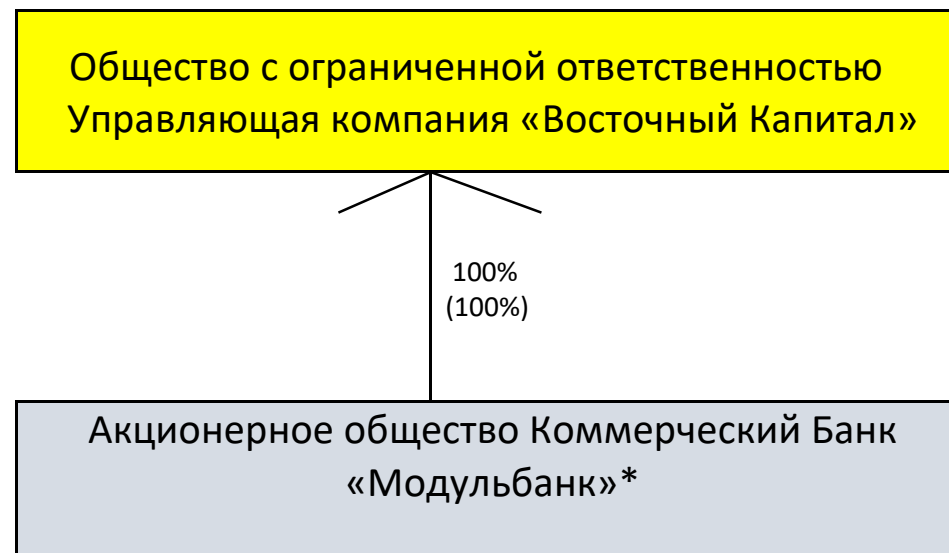 Общество с ограниченной ответственностью
Управляющая компания «Восточный Капитал»
100%
(100%)
Акционерное общество Коммерческий Банк
«Модульбанк»*